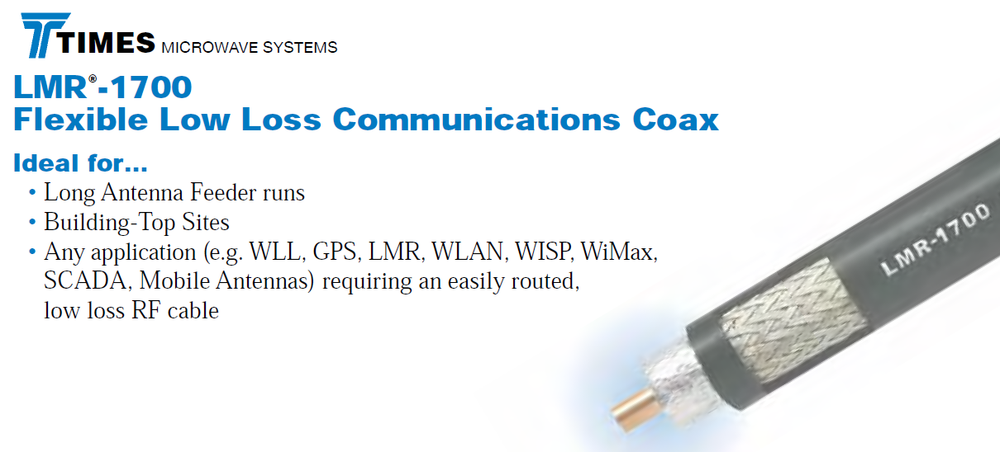 TIMES MICROWAVE SYSTEMS
LMR®-1700
Flexible Low Loss Communications Coax
Ideal for...
• Long Antenna Feeder runs
• Building-Top Sites
• Any application (e.g. WLL, GPS, LMR, WLAN, WISP, WiMax,
SCADA, Mobile Antennas) requiring an easily routed,
low loss RF cable
LMR-1700